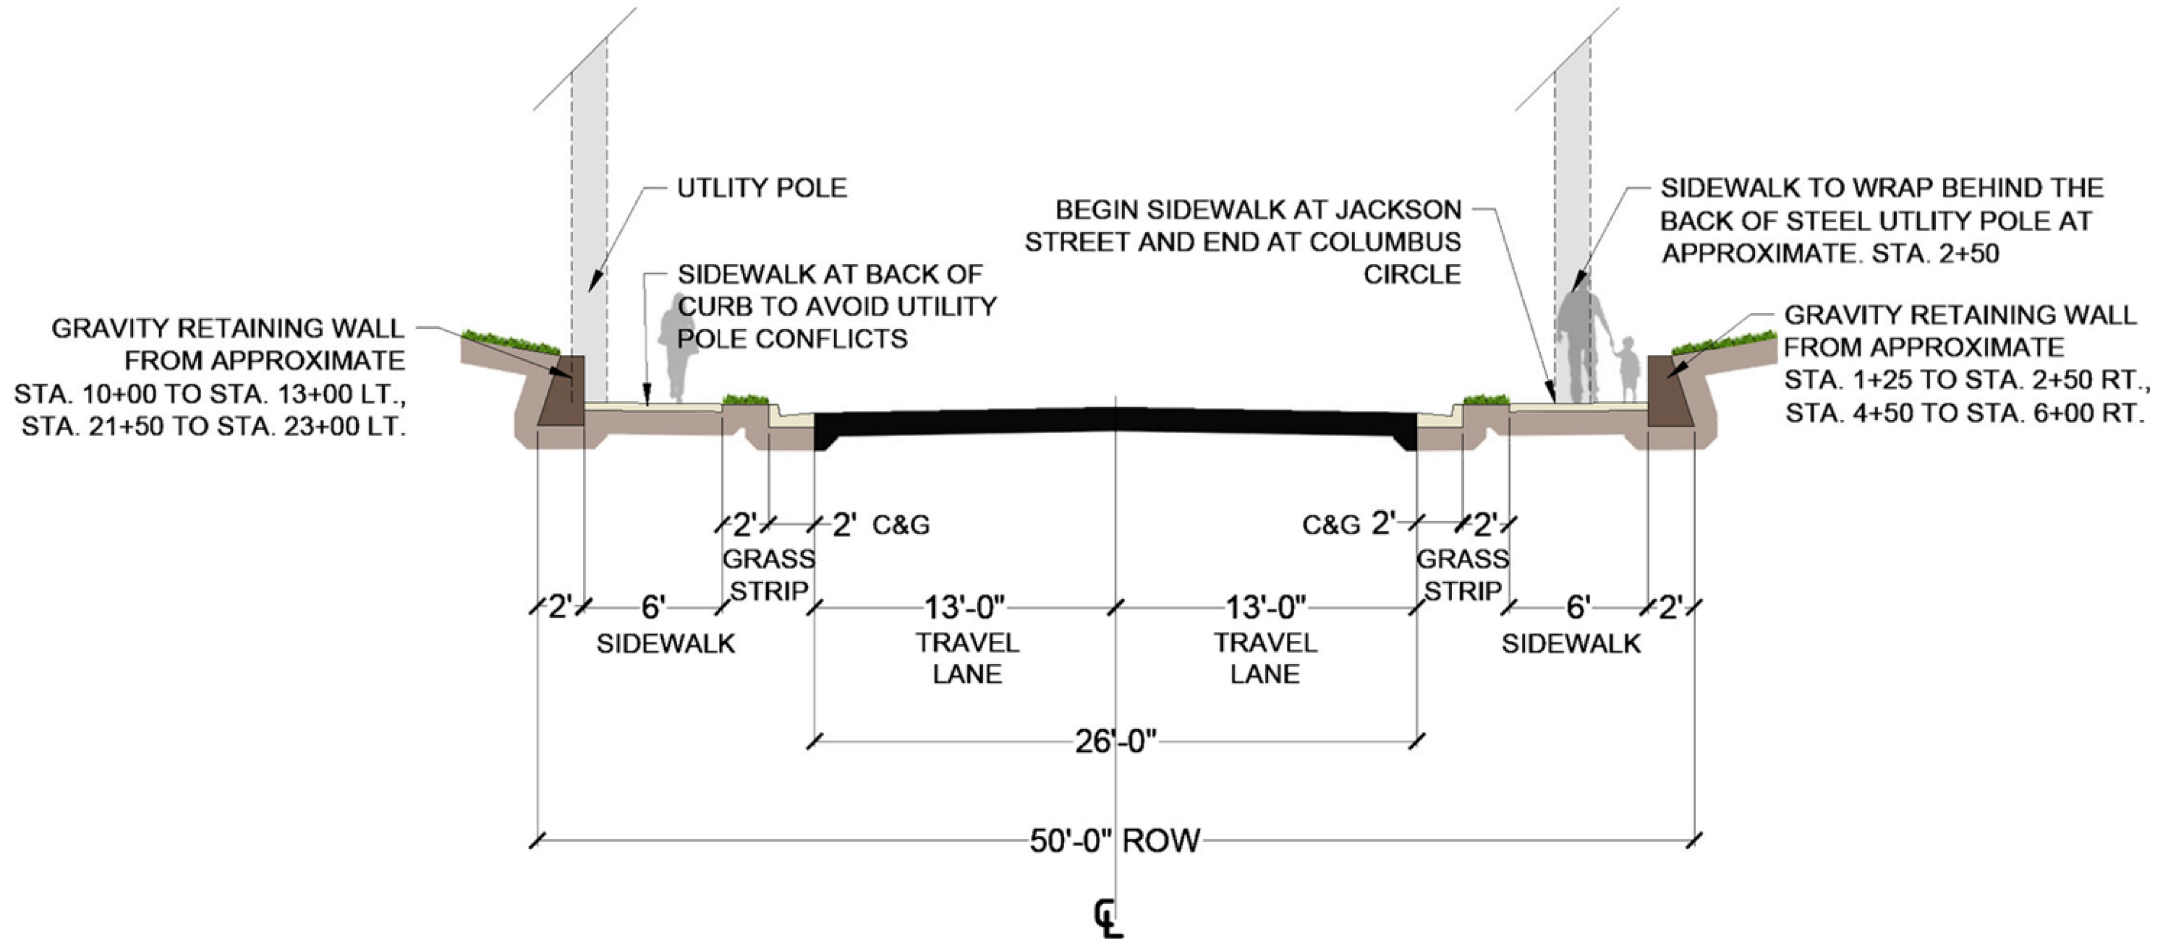 UTLITY POLE
SIDEWALK AT BACK OF
CURB TO AVOID UTILITY
POLE CONFLICTS
GRAVITY RETAINING WALL
FROM APPROXIMATE
STA. 10+00 TO STA. 13+00 LT.,
STA. 21+50 TO STA. 23+00 LT.
BEGIN SIDEWALK AT JACKSON
STREET AND END AT COLUMBUS
CIRCLE
SIDEWALK TO WRAP BEHIND THE
BACK OF STEEL UTLITY POLE AT
APPROXIMATE. STA. 2+50
GRAVITY RETAINING WALL
FROM APPROXIMATE
STA. 1+25 TO STA. 2+50 RT.,
STA. 4+50 TO STA. 6+00 RT.
2' 2' C&G
GRASS
STRIP
C&G 2' 2'
GRASS
STRIP
2' 6' 13'-0" 13'-0" 6' 2'
SIDEWALK
TRAVEL
LANE
TRAVEL
LANE
SIDEWALK
26'-0"
50'-0" ROW
℄